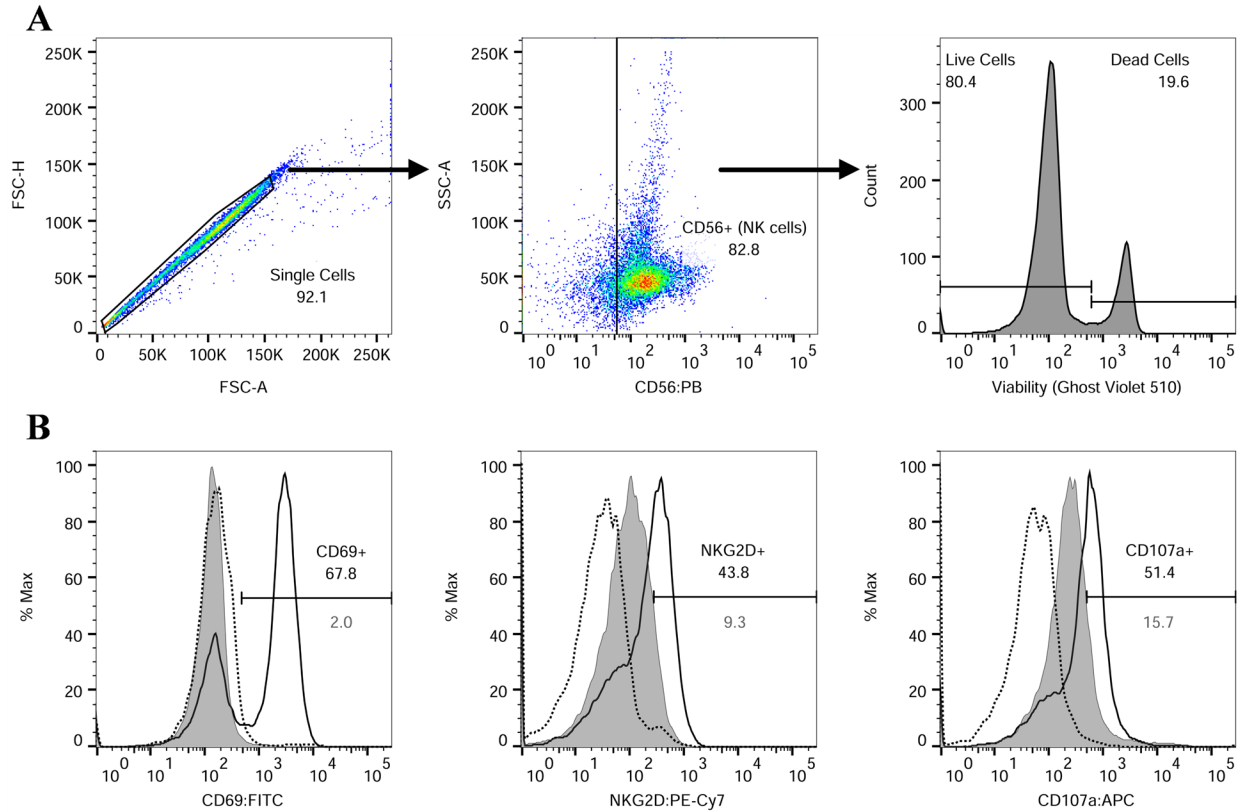 A
250K
200K
150K
100K
50K
0
FSC-H
Single Cells
92.1
0 50K 100K 150K 200K 250K
FSC-A
250K
200K
150K
100K
50K
0
SSC-A
CD56+ (NK cells)
82.8
10^0 10^1 10^2 10^3 10^4 10^5
CD56:PB
300
200
100
0
Count
Live Cells
80.4
Dead Cells
19.6
10^0 10^1 10^2 10^3 10^4 10^5
Viability (Ghost Violet 510)
B
100
80
60
40
20
0
% Max
CD69+
67.8
2.0
10^0 10^1 10^2 10^3 10^4 10^5
CD69:FITC
100
80
60
40
20
0
% Max
NKG2D+
43.8
9.3
10^0 10^1 10^2 10^3 10^4 10^5
NKG2D:PE-Cy7
100
80
60
40
20
0
% Max
CD107a+
51.4
15.7
10^0 10^1 10^2 10^3 10^4 10^5
CD107a:APC